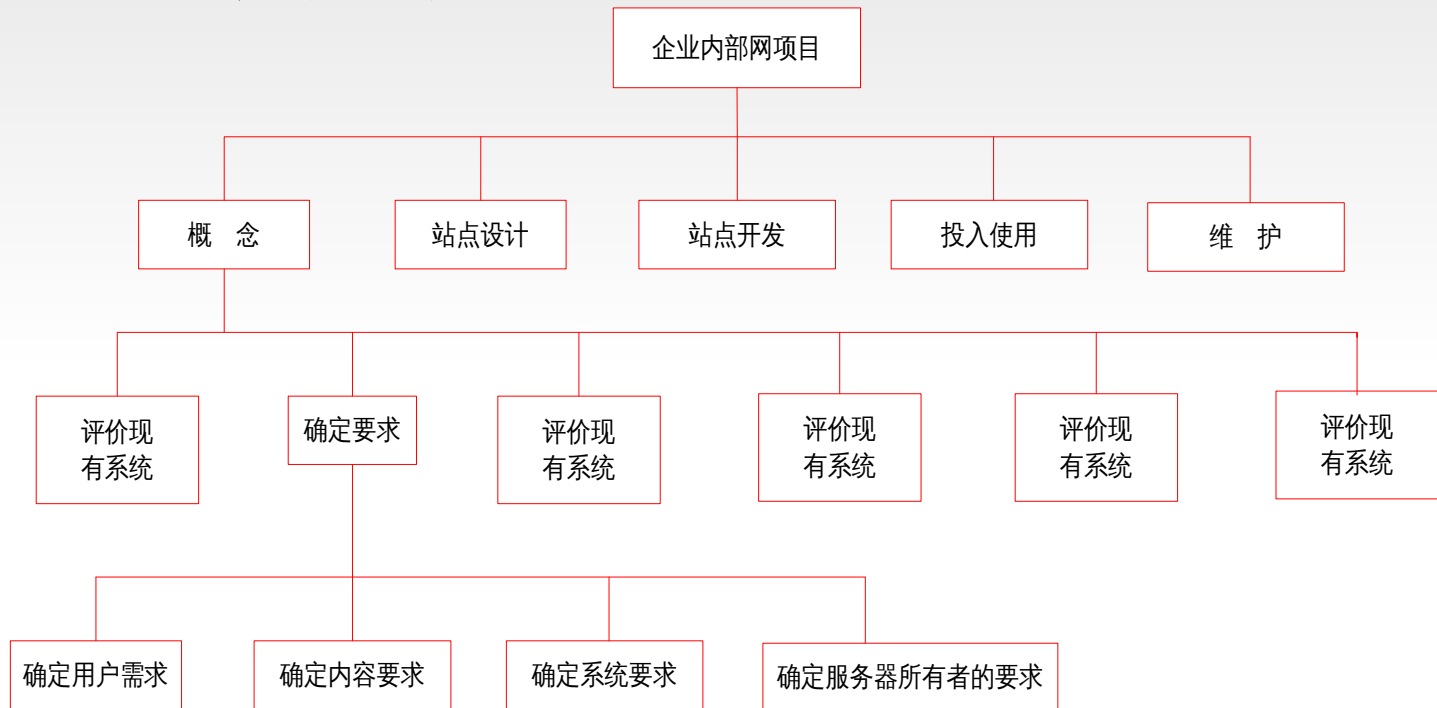 企业内部网项目
概 念
站点设计
站点开发
投入使用
维 护
评价现
有系统
确定要求
评价现
有系统
评价现
有系统
评价现
有系统
评价现
有系统
确定用户需求
确定内容要求
确定系统要求
确定服务器所有者的要求